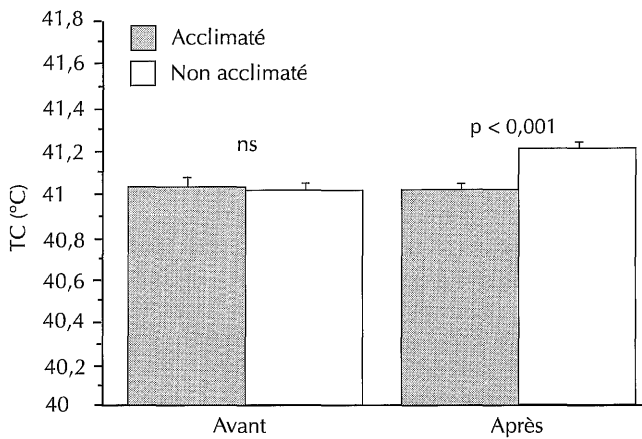 41,8
41,6
41,4
41,2
41
40,8
40,6
40,4
40,2
40
TC (°C)
Acclimaté
Non acclimaté
ns
p < 0,001
Avant
Après